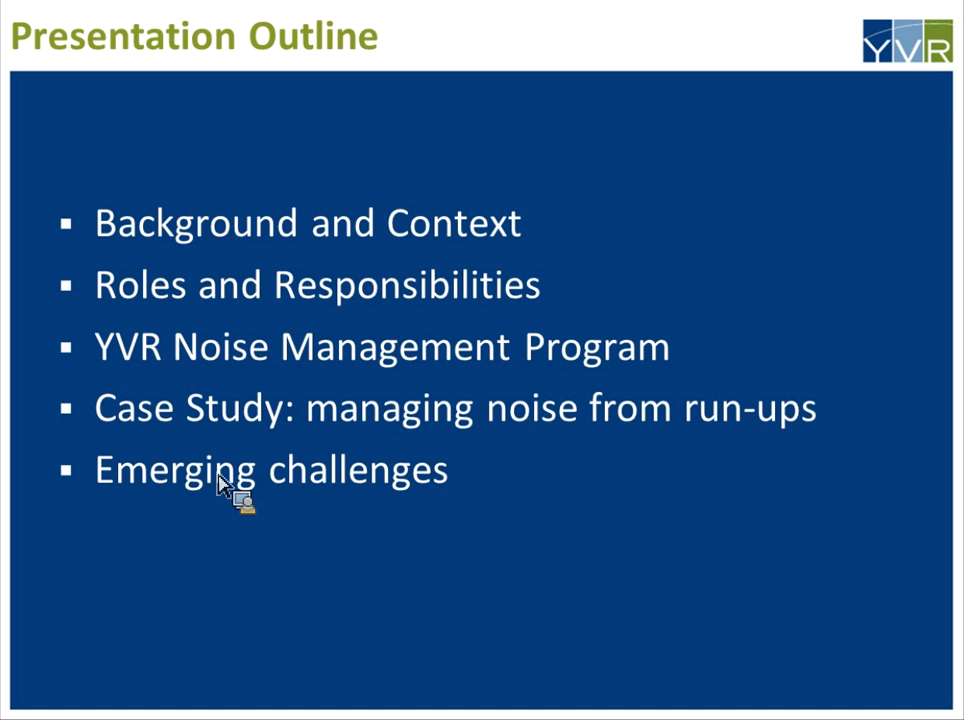 Presentation Outline
YVR
▪ Background and Context
▪ Roles and Responsibilities
▪ YVR Noise Management Program
▪ Case Study: managing noise from run-ups
▪ Emerging challenges